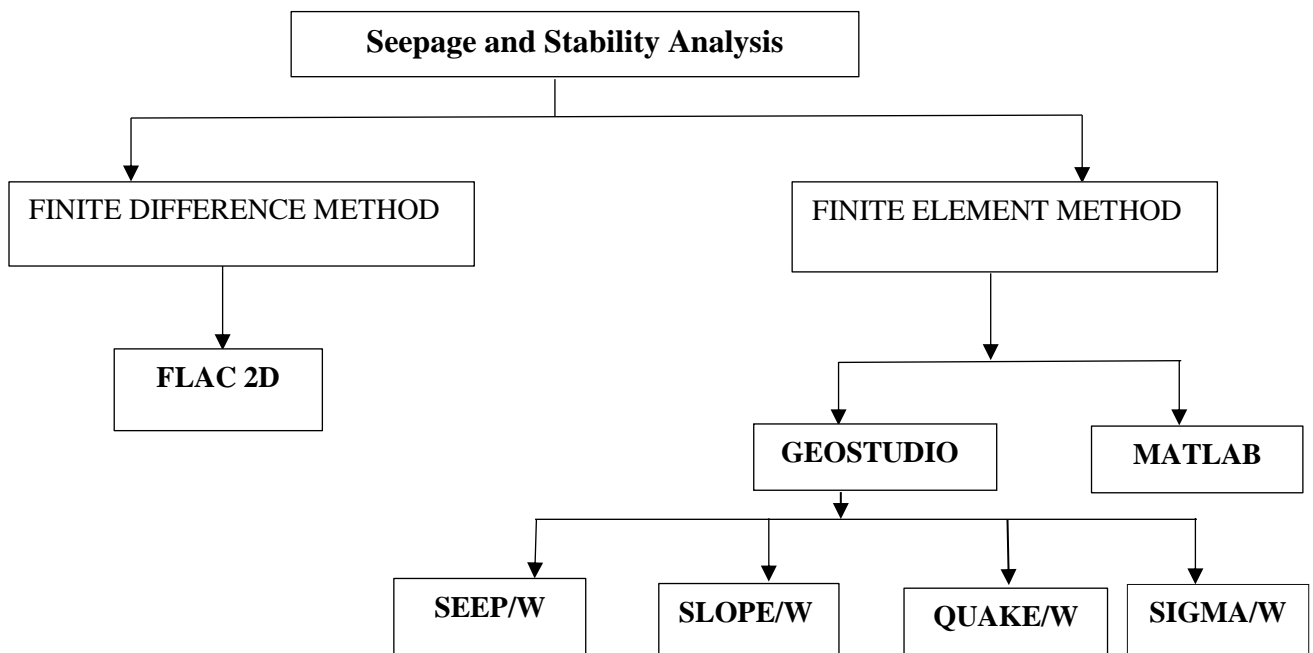 Seepage and Stability Analysis
FINITE DIFFERENCE METHOD
FINITE ELEMENT METHOD
FLAC 2D
GEOSTUDIO
MATLAB
SEEP/W
SLOPE/W
QUAKE/W
SIGMA/W